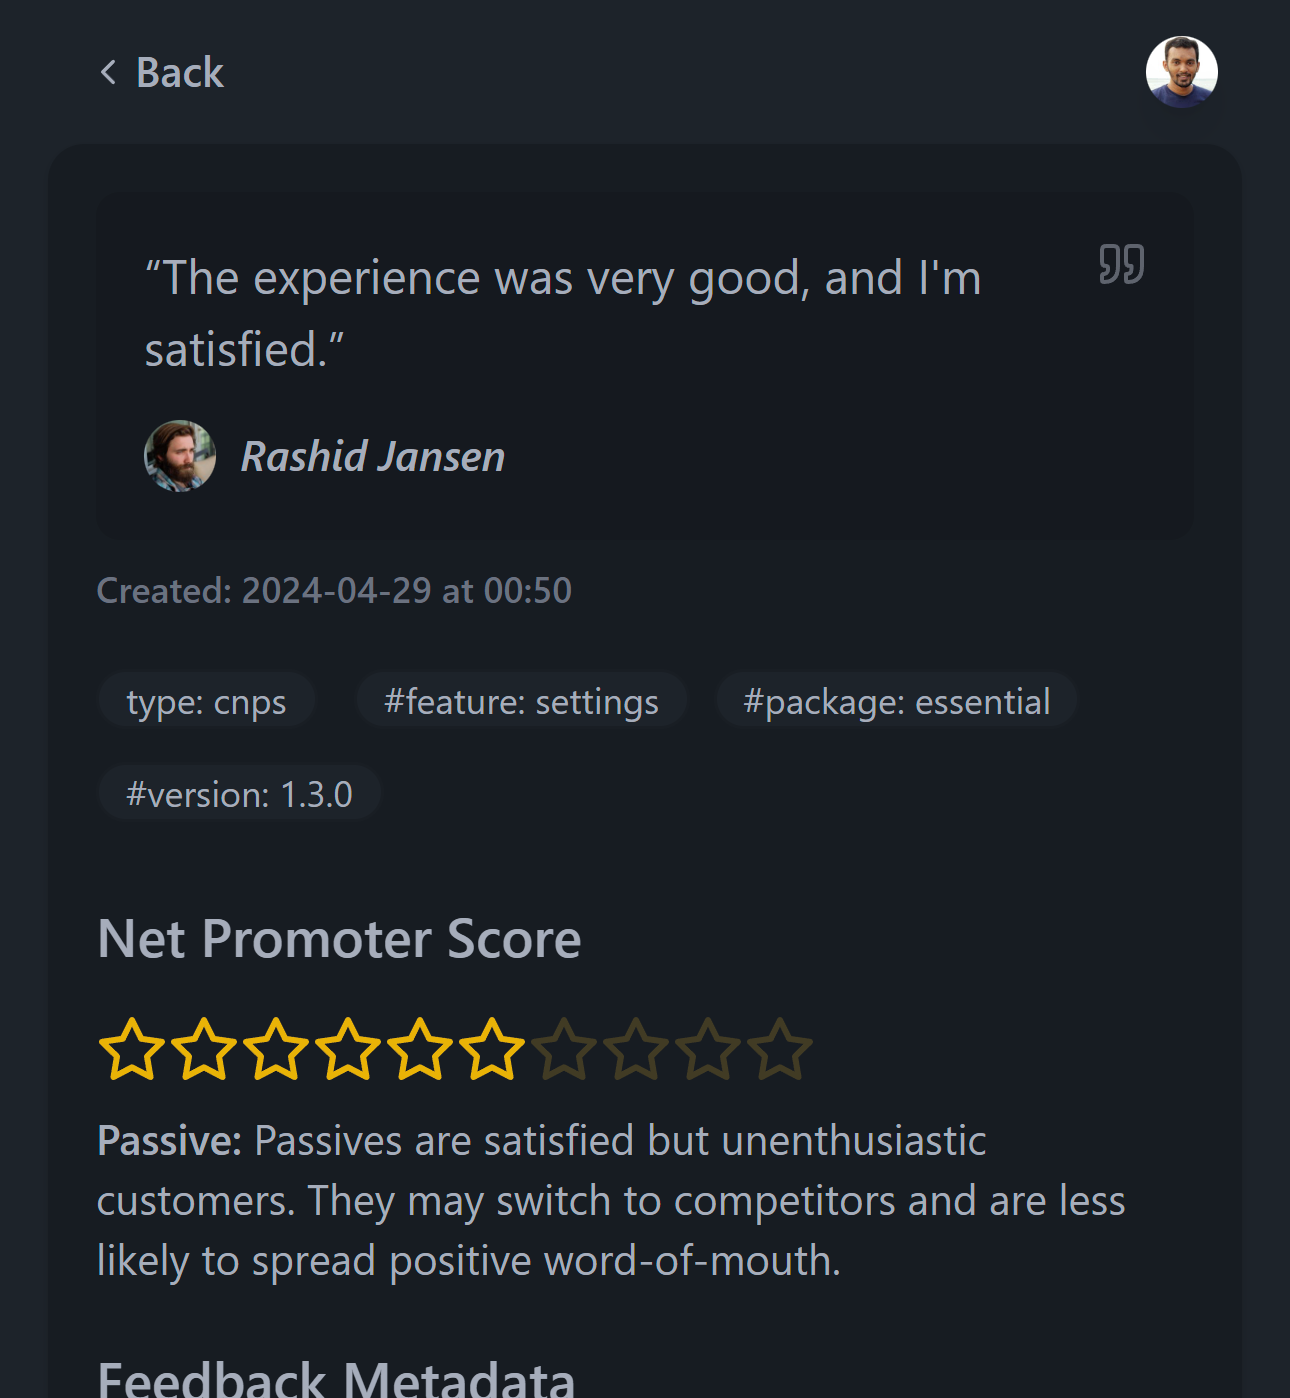 Back
“The experience was very good, and I'm
satisfied.”
Rashid Jansen
Created: 2024-04-29 at 00:50
type: cnps
#feature: settings
#package: essential
#version: 1.3.0
Net Promoter Score
Passive: Passives are satisfied but unenthusiastic
customers. They may switch to competitors and are less
likely to spread positive word-of-mouth.
Feedback Metadata